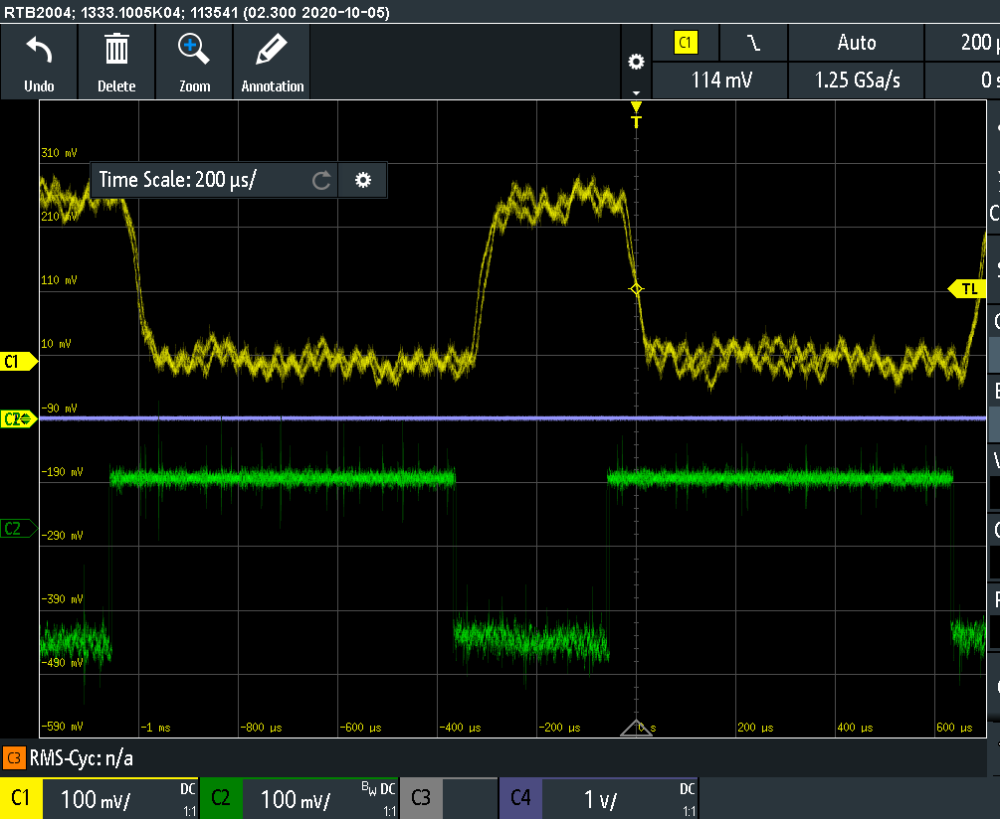 RTB2004; 1333.1005K04; 113541 (02.300 2020-10-05)
Undo
Delete
Zoom
Annotation
C1
Auto
200
114 mV
1.25 GSa/s
0 s
T
310 mV
Time Scale: 200 µs/
210 mV
110 mV
TL
10 mV
C1
-90 mV
-190 mV
C2
-290 mV
-390 mV
-490 mV
-590 mV
-1 ms
-800 µs
-600 µs
-400 µs
-200 µs
0 s
200 µs
400 µs
600 µs
C3
RMS-Cyc: n/a
C1
100 mV/
DC
1:1
C2
100 mV/
BW DC
1:1
C3
C4
1 V/
DC
1:1